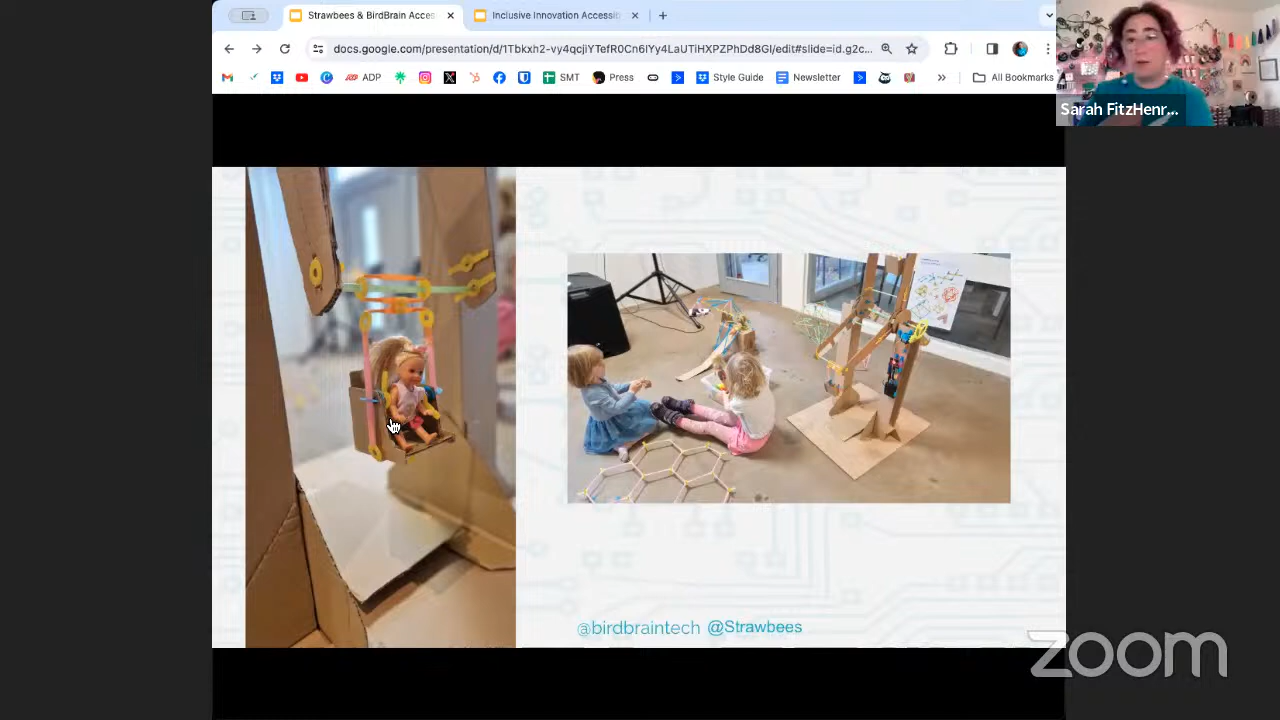 Strawbees & BirdBrain Acces
Inclusive Innovation Accessib
docs.google.com/presentation/d/1Tbkxh2-vy4qcjlYTefR0Cn6lYy4LaUTiHXPZPhDd8GI/edit#slide=id.g2c...
ADP
SMT
Press
Style Guide
Newsletter
All Bookmarks
Sarah FitzHenr...
@birdbraintech @Strawbees
zoom